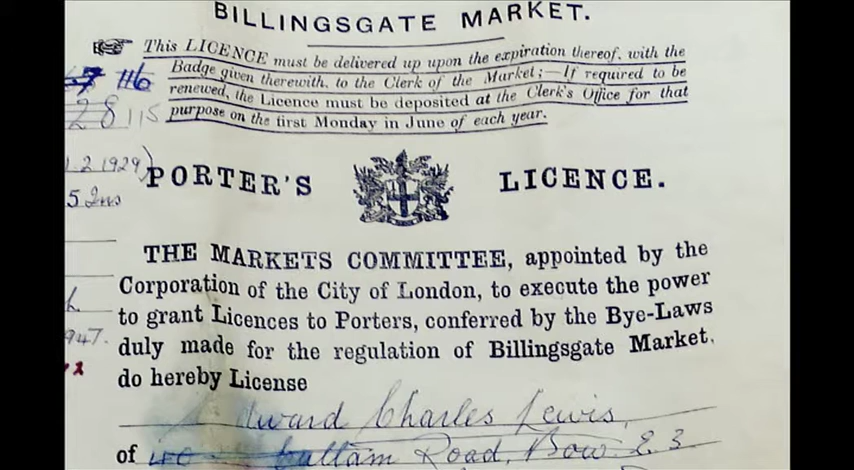 BILLINGSGATE MARKET.
This LICENCE must be delivered up upon the expiration thereof, with the
Badge given therewith, to the Clerk of the Market;—If required to be
renewed, the Licence must be deposited at the Clerk's Office for that
purpose on the first Monday in June of each year.
116
28 115
2 1929)
5 Ins
PORTER'S LICENCE.
THE MARKETS COMMITTEE, appointed by the
Corporation of the City of London, to execute the power
to grant Licences to Porters, conferred by the Bye-Laws
duly made for the regulation of Billingsgate Market,
947.
do hereby License
Charles Lewis
of Road, Bow E.3